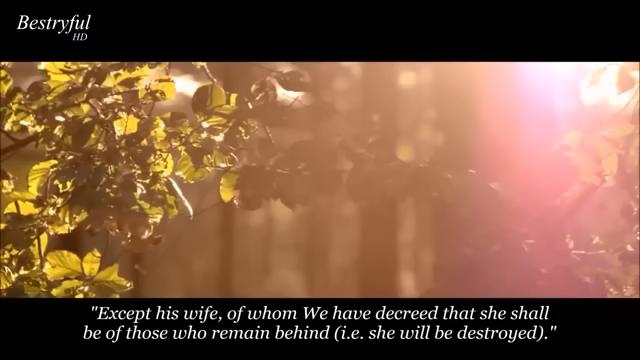 Bestryful
HD
"Except his wife, of whom We have decreed that she shall
be of those who remain behind (i.e. she will be destroyed)."